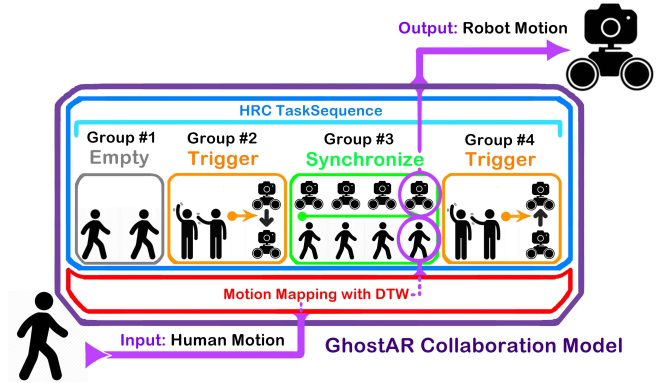 Output: Robot Motion
HRC TaskSequence
Group #1
Empty
Group #2
Trigger
Group #3
Synchronize
Group #4
Trigger
Motion Mapping with DTW
Input: Human Motion
GhostAR Collaboration Model